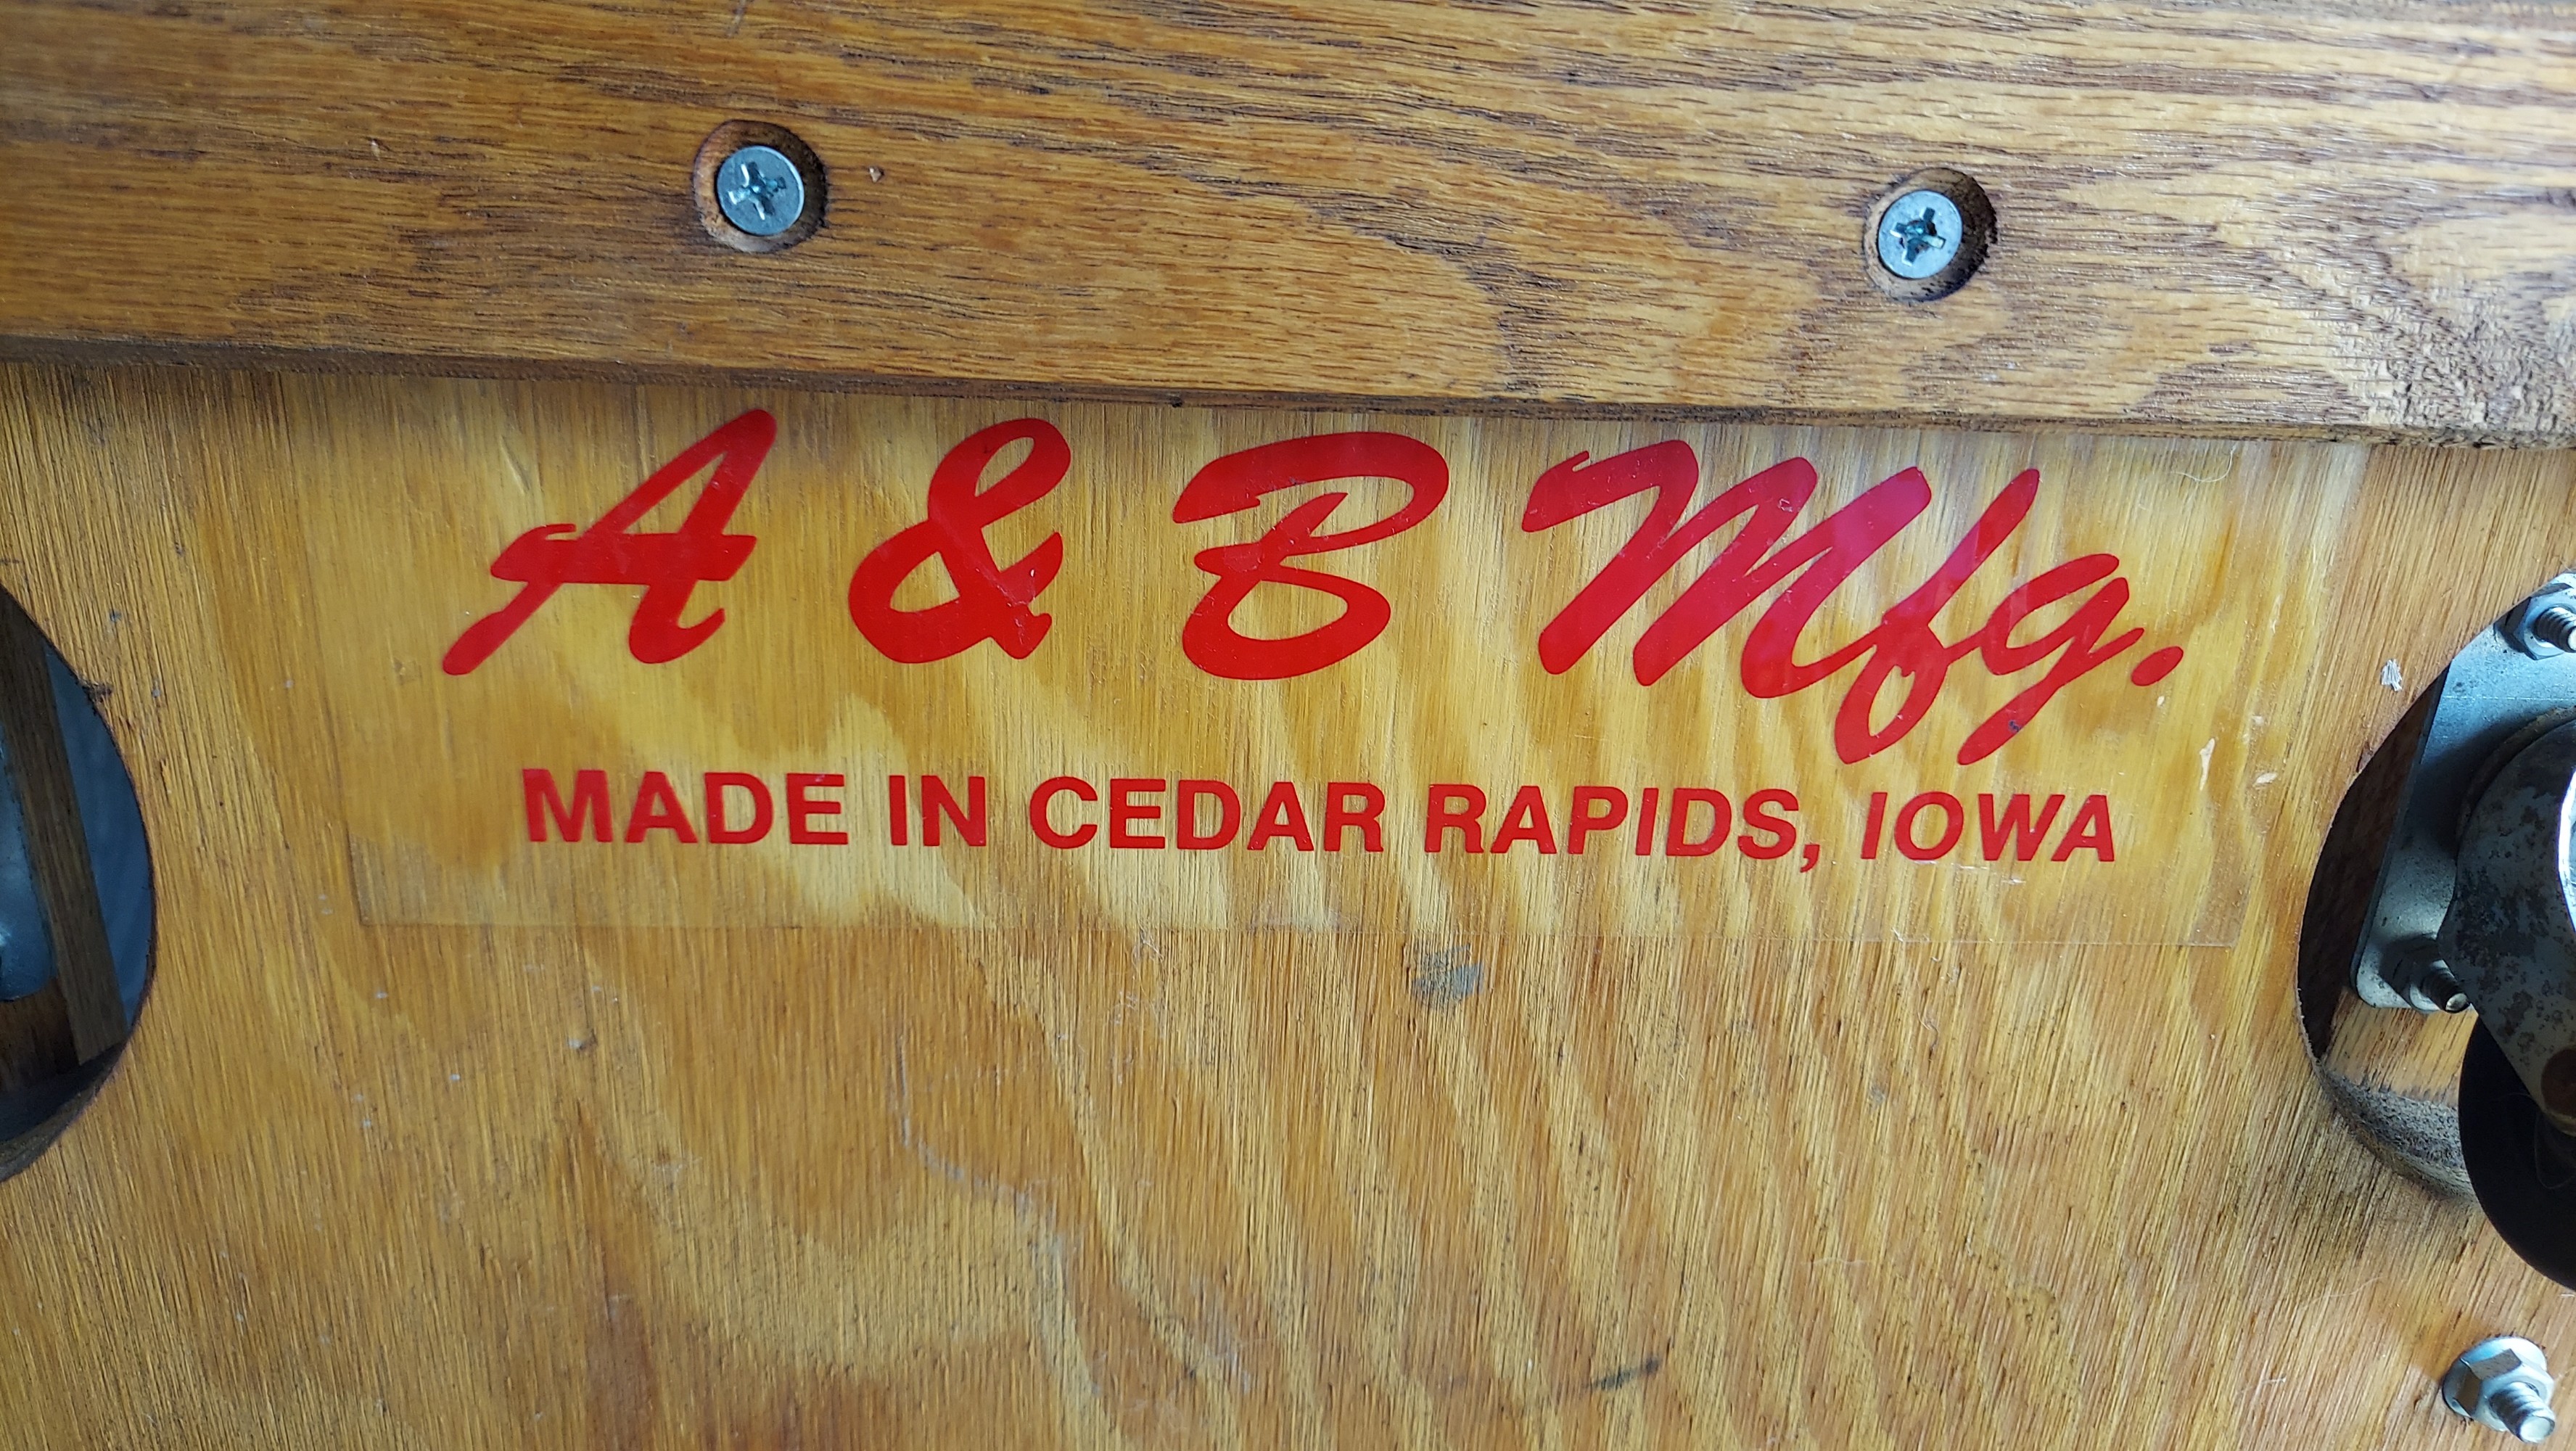 A & B Mfg.
MADE IN CEDAR RAPIDS, IOWA